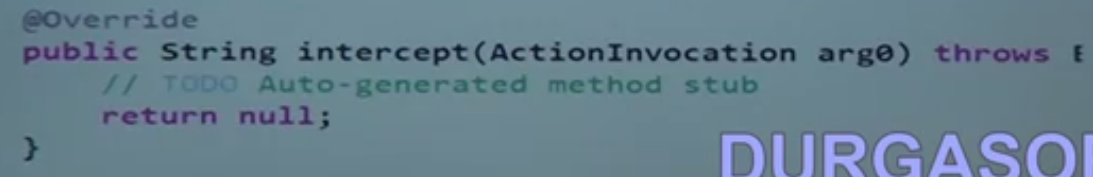 @Override
public String intercept(ActionInvocation arg0) throws
// TODO Auto-generated method stub
return null;
}
DURGASO